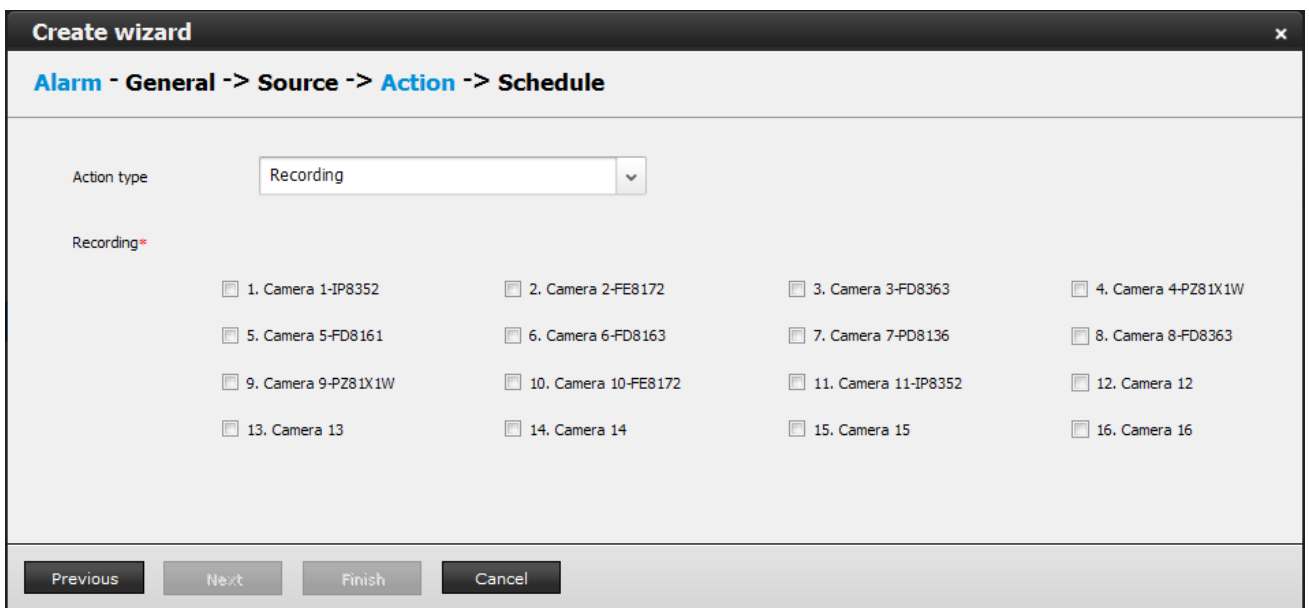 Create wizard ×
Alarm - General -> Source -> Action -> Schedule
Action type Recording
Recording*
1. Camera 1-IP8352 2. Camera 2-FE8172 3. Camera 3-FD8363 4. Camera 4-PZ81X1W
5. Camera 5-FD8161 6. Camera 6-FD8163 7. Camera 7-PD8136 8. Camera 8-FD8363
9. Camera 9-PZ81X1W 10. Camera 10-FE8172 11. Camera 11-IP8352 12. Camera 12
13. Camera 13 14. Camera 14 15. Camera 15 16. Camera 16
Previous Next Finish Cancel